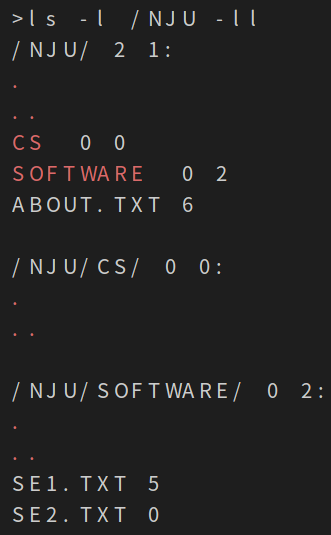 >ls -l /NJU -ll
/NJU/ 2 1:
.
..
CS  0 0
SOFTWARE  0 2
ABOUT.TXT 6

/NJU/CS/ 0 0:
.
..

/NJU/SOFTWARE/ 0 2:
.
..
SE1.TXT 5
SE2.TXT 0